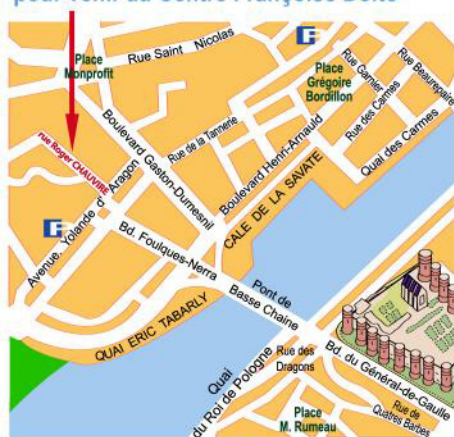 pour venir au Centre Françoise Dolto
Rue Saint Nicolas
Place
Monprofit
Place
Grégoire
Bordillon
Rue Garnier
Rue Beaurepaire
Rue des Carmes
Quai des Carmes
Rue de la Tannerie
Boulevard Henri-Arnauld
Boulevard Gaston-Dumesnil
rue Roger CHAUVIRE
Avenue. Yolande d'Aragon
CALE DE LA SAVATE
Bd. Foulques-Nerra
Pont de
Basse Chaine
QUAI ERIC TABARLY
Quai
du Roi de Pologne
Rue des
Dragons
Bd. du Général-de-Gaulle
Rue de
Quatres Barbes
Place
M. Rumeau